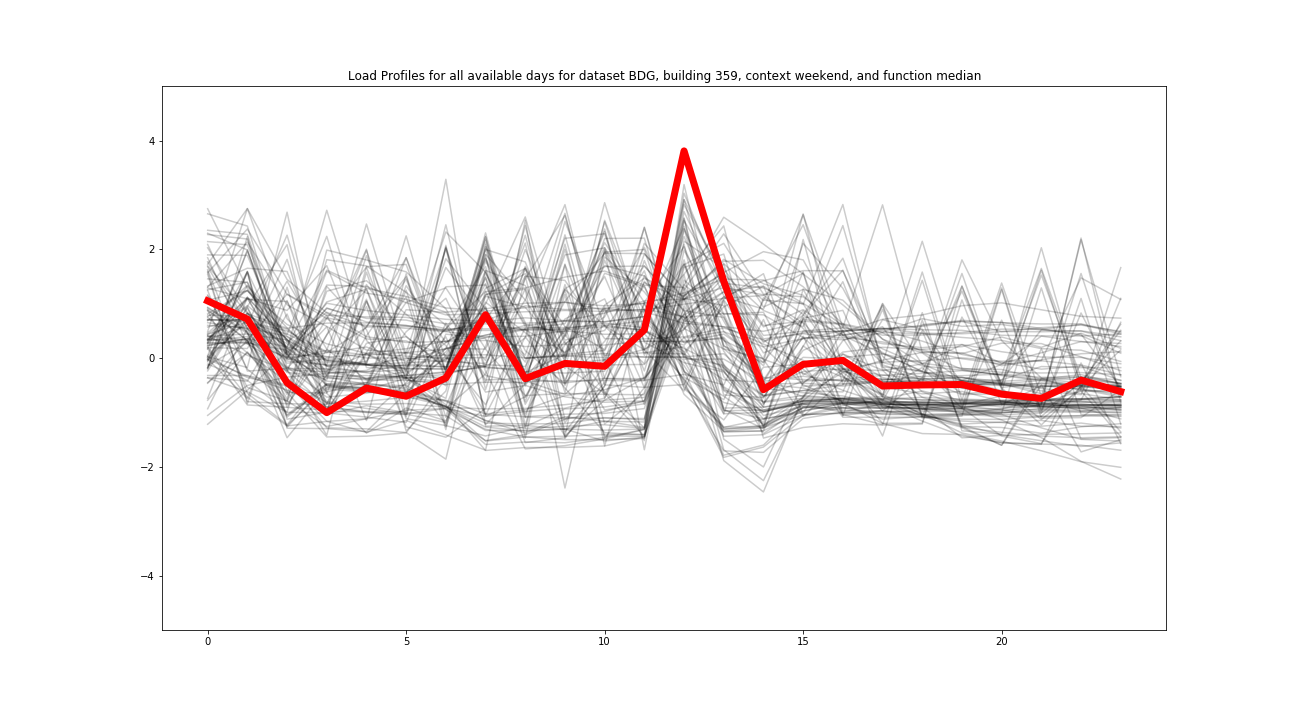 Load Profiles for all available days for dataset BDG, building 359, context weekend, and function median
4
2
0
−2
−4
0 5 10 15 20